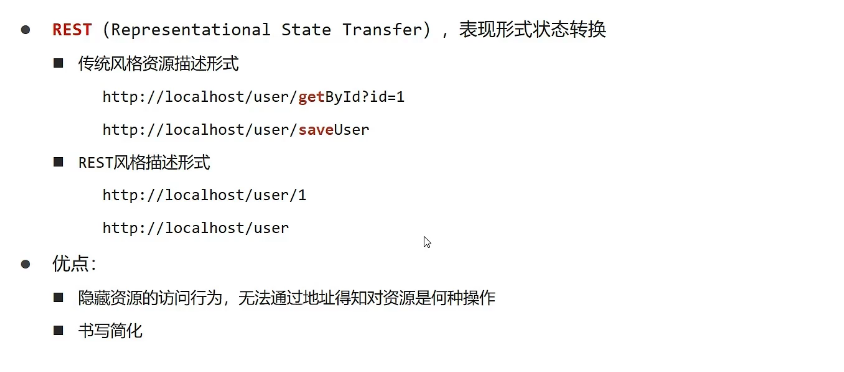 REST（Representational State Transfer），表现形式状态转换
传统风格资源描述形式
http://localhost/user/getById?id=1
http://localhost/user/saveUser
REST风格描述形式
http://localhost/user/1
http://localhost/user
优点：
隐藏资源的访问行为，无法通过地址得知对资源是何种操作
书写简化